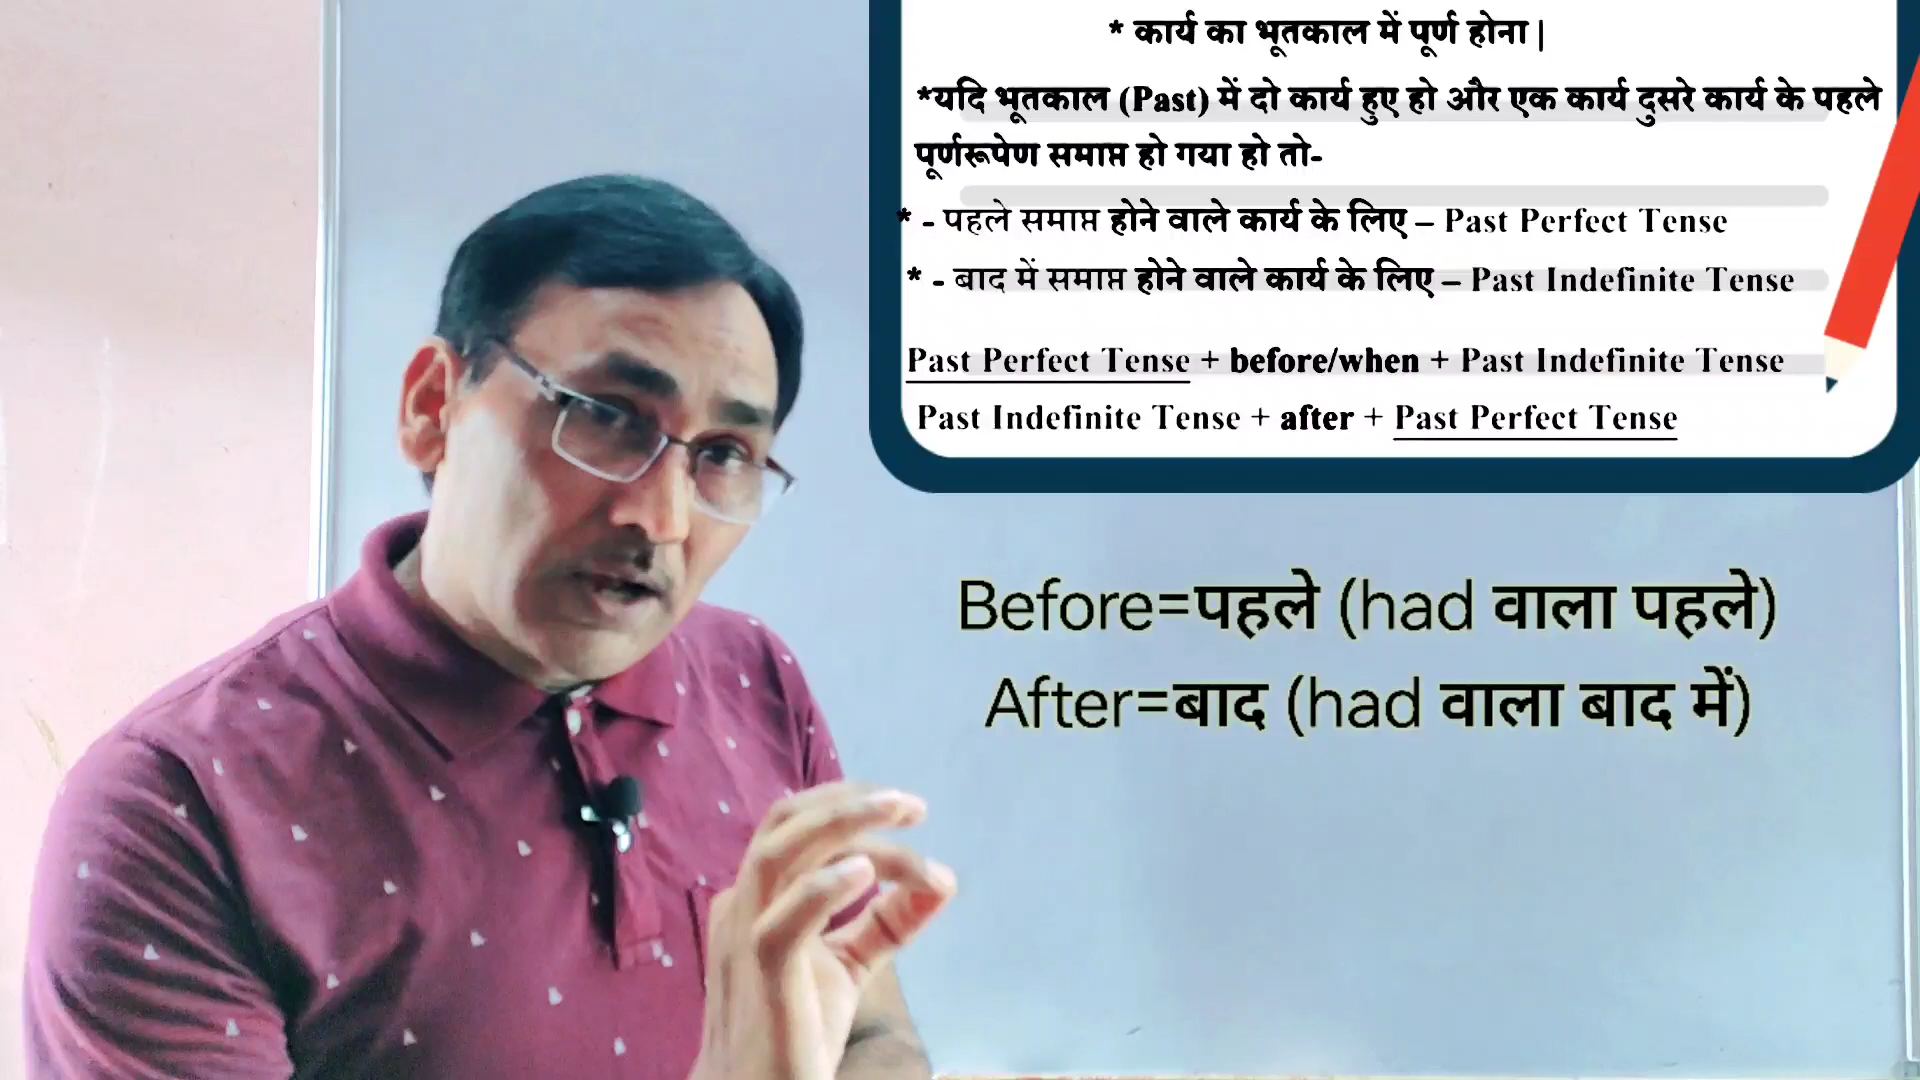 * कार्य का भूतकाल में पूर्ण होना |
*यदि भूतकाल (Past) में दो कार्य हुए हो और एक कार्य दुसरे कार्य के पहले
पूर्णरूपेण समाप्त हो गया हो तो-
* - पहले समाप्त होने वाले कार्य के लिए – Past Perfect Tense
* - बाद में समाप्त होने वाले कार्य के लिए – Past Indefinite Tense
Past Perfect Tense + before/when + Past Indefinite Tense
Past Indefinite Tense + after + Past Perfect Tense
Before=पहले (had वाला पहले)
After=बाद (had वाला बाद में)